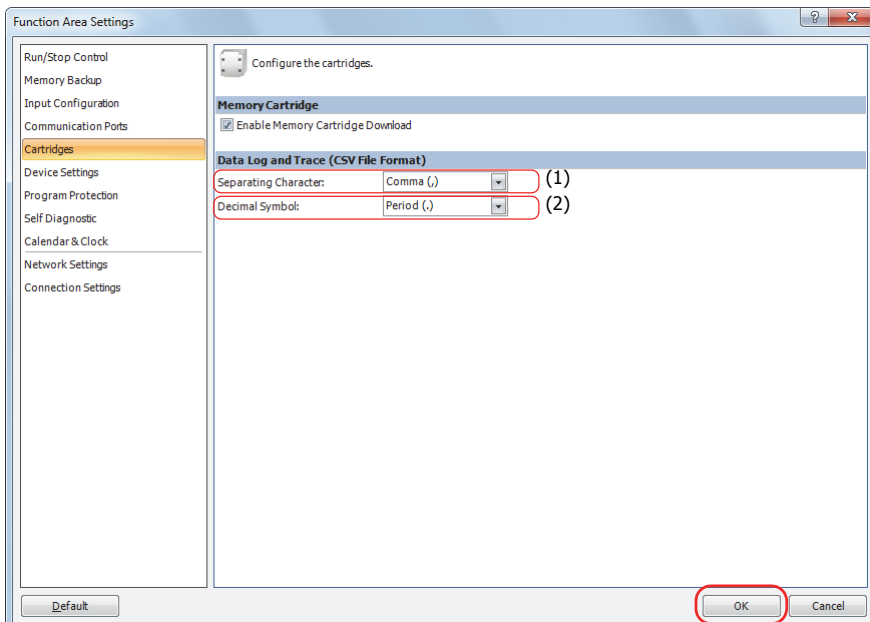 Function Area Settings
Run/Stop Control
Memory Backup
Input Configuration
Communication Ports
Cartridges
Device Settings
Program Protection
Self Diagnostic
Calendar & Clock
Network Settings
Connection Settings
Configure the cartridges.
Memory Cartridge
Enable Memory Cartridge Download
Data Log and Trace (CSV File Format)
Separating Character: Comma (,) (1)
Decimal Symbol: Period (.) (2)
Default OK Cancel